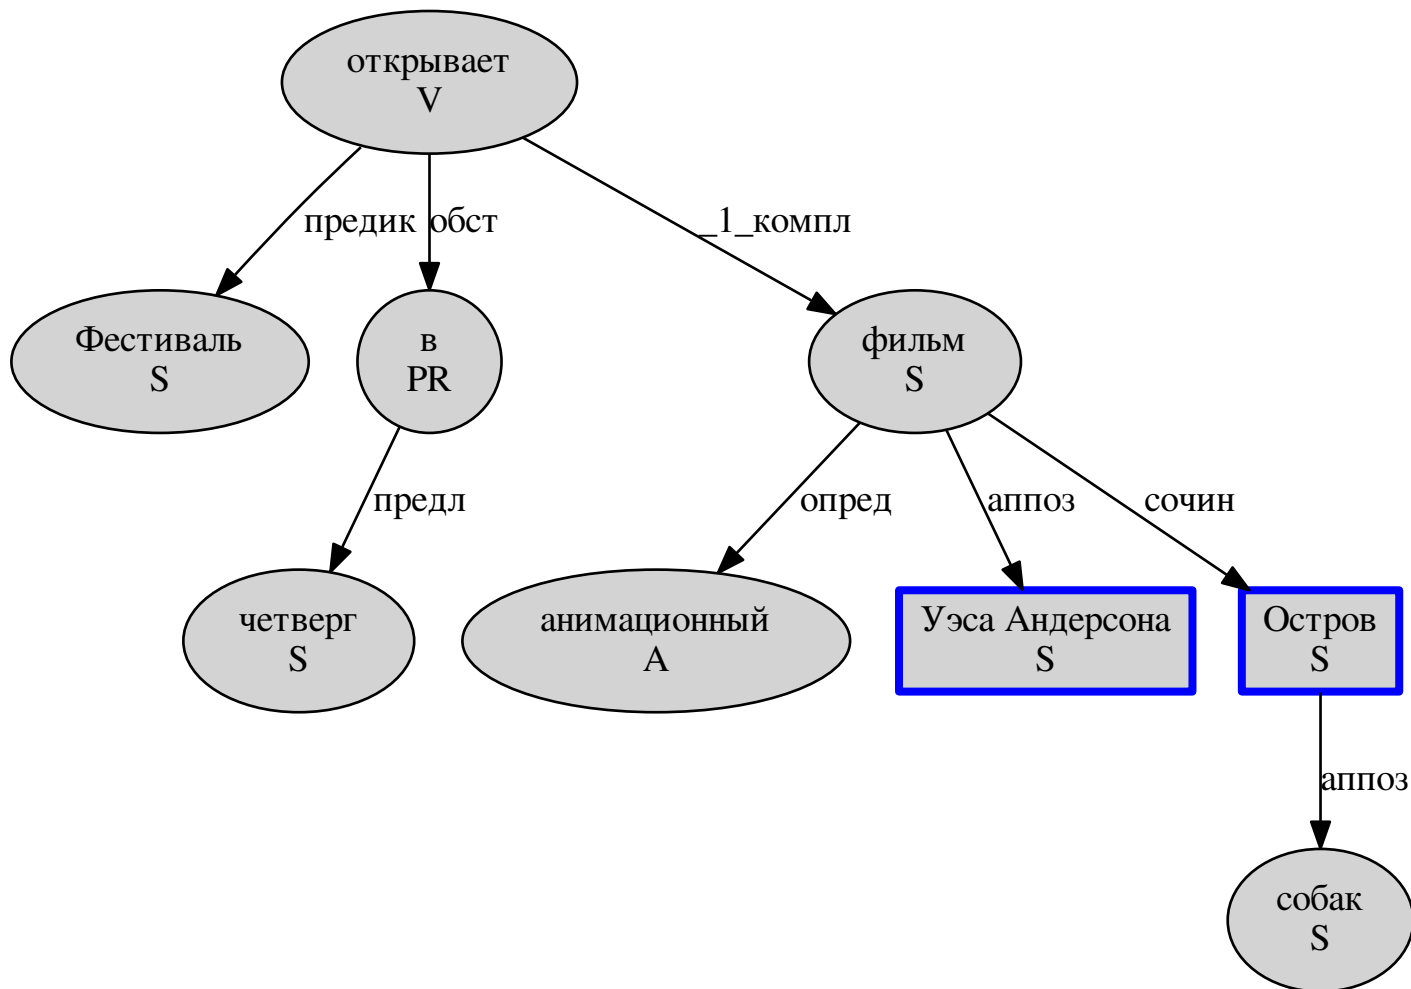 открывает
V
предик
обст
_1_компл
Фестиваль
S
в
PR
фильм
S
предл
опред
аппоз
сочин
четверг
S
анимационный
A
Уэса Андерсона
S
Остров
S
аппоз
собак
S